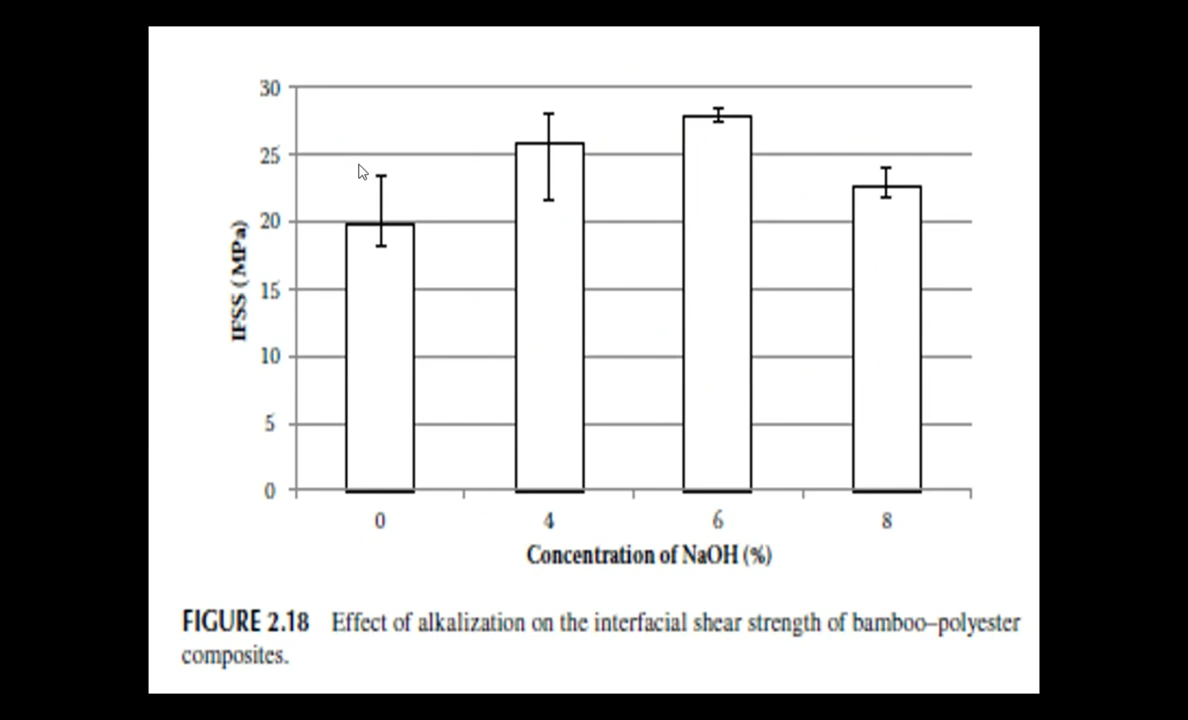 30
25
20
15
10
5
0
IFSS (MPa)
0 4 6 8
Concentration of NaOH (%)
FIGURE 2.18 Effect of alkalization on the interfacial shear strength of bamboo–polyester
composites.